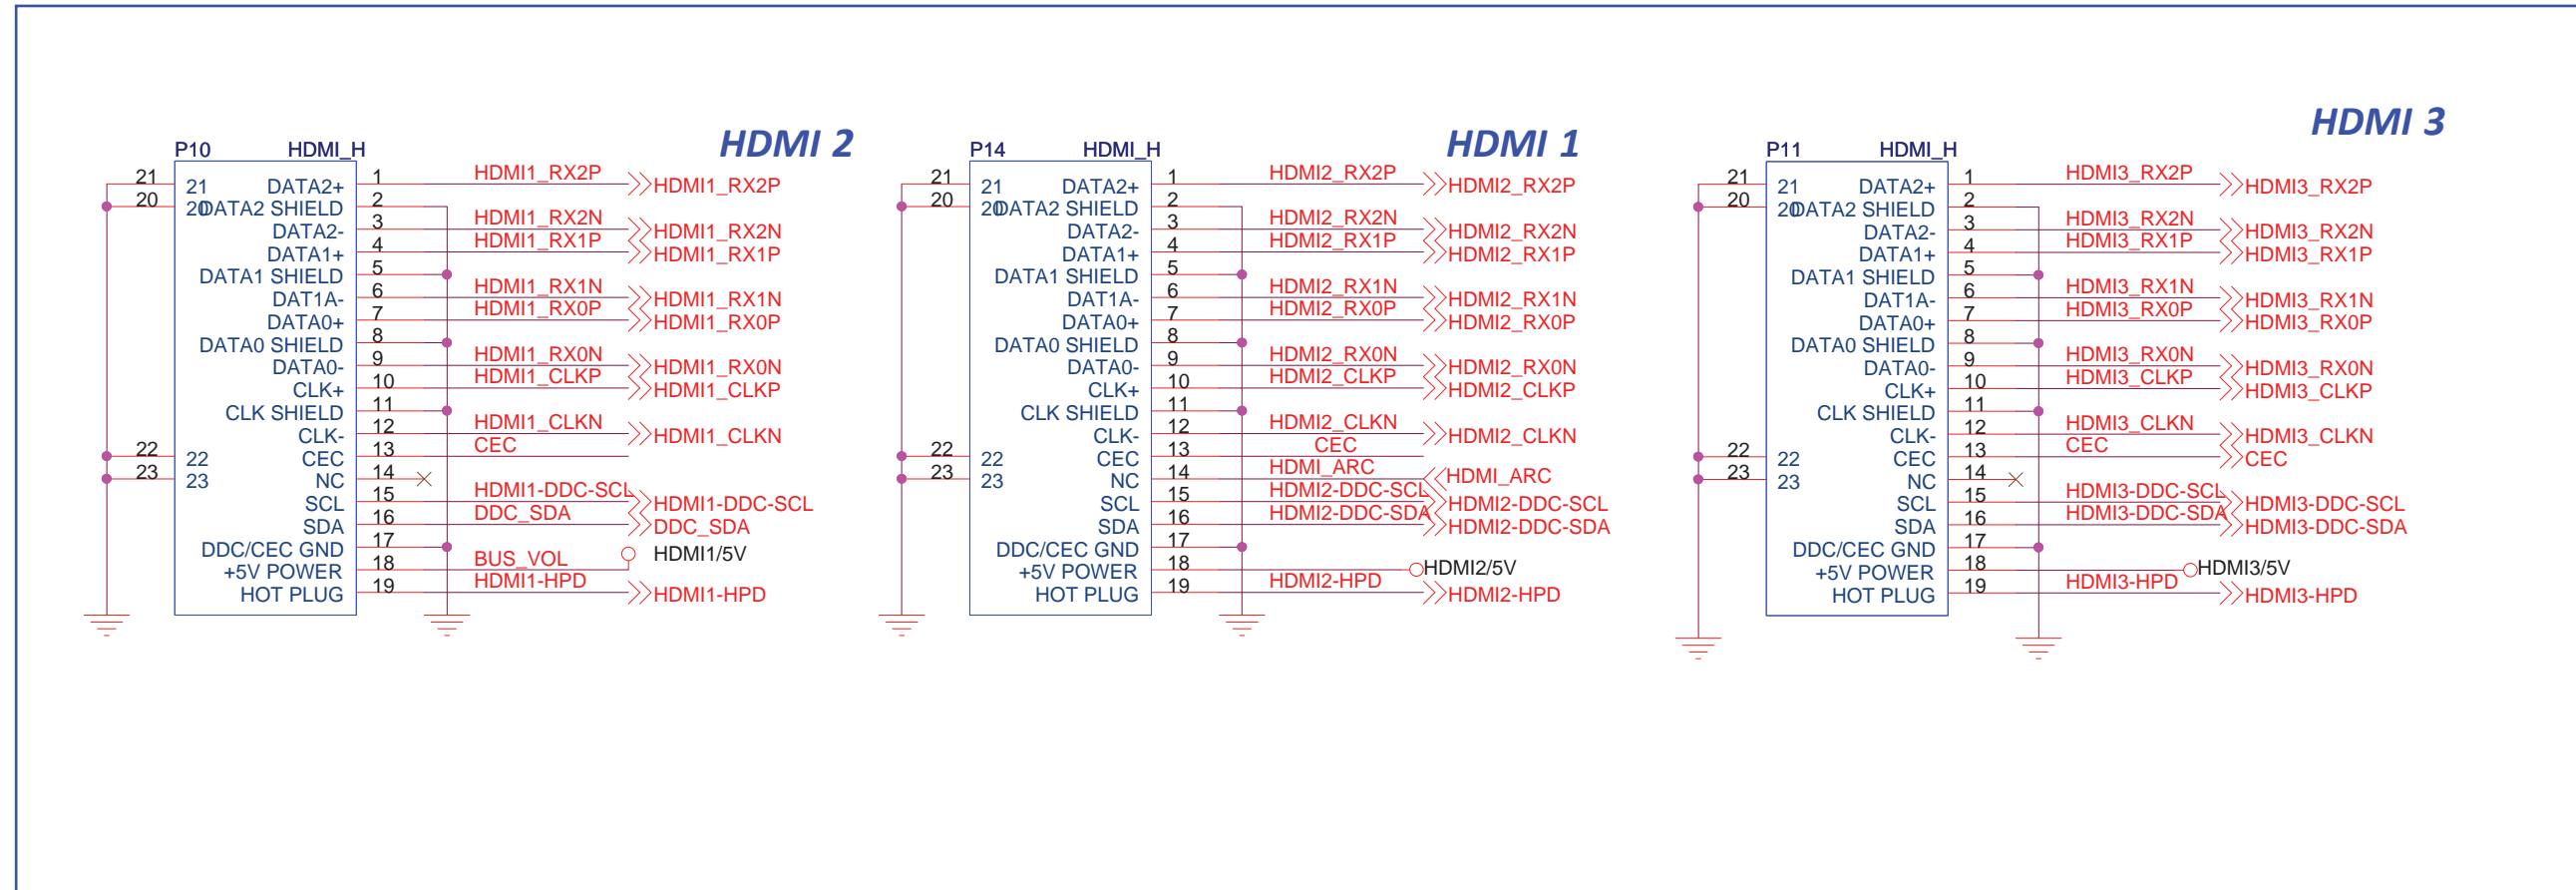 HDMI 2
P10 HDMI_H
21 21 DATA2+ 1 HDMI1_RX2P HDMI1_RX2P
20 20 DATA2 SHIELD 2
DATA2- 3 HDMI1_RX2N HDMI1_RX2N
DATA1+ 4 HDMI1_RX1P HDMI1_RX1P
DATA1 SHIELD 5
DAT1A- 6 HDMI1_RX1N HDMI1_RX1N
DATA0+ 7 HDMI1_RX0P HDMI1_RX0P
DATA0 SHIELD 8
DATA0- 9 HDMI1_RX0N HDMI1_RX0N
CLK+ 10 HDMI1_CLKP HDMI1_CLKP
CLK SHIELD 11
CLK- 12 HDMI1_CLKN HDMI1_CLKN
22 22 CEC 13 CEC
23 23 NC 14
SCL 15 HDMI1-DDC-SCL HDMI1-DDC-SCL
SDA 16 DDC_SDA DDC_SDA
DDC/CEC GND 17 HDMI1/5V
+5V POWER 18 BUS_VOL
HOT PLUG 19 HDMI1-HPD HDMI1-HPD
HDMI 1
P14 HDMI_H
21 21 DATA2+ 1 HDMI2_RX2P HDMI2_RX2P
20 20 DATA2 SHIELD 2
DATA2- 3 HDMI2_RX2N HDMI2_RX2N
DATA1+ 4 HDMI2_RX1P HDMI2_RX1P
DATA1 SHIELD 5
DAT1A- 6 HDMI2_RX1N HDMI2_RX1N
DATA0+ 7 HDMI2_RX0P HDMI2_RX0P
DATA0 SHIELD 8
DATA0- 9 HDMI2_RX0N HDMI2_RX0N
CLK+ 10 HDMI2_CLKP HDMI2_CLKP
CLK SHIELD 11
CLK- 12 HDMI2_CLKN HDMI2_CLKN
22 22 CEC 13 CEC
23 23 NC 14 HDMI_ARC HDMI_ARC
SCL 15 HDMI2-DDC-SCL HDMI2-DDC-SCL
SDA 16 HDMI2-DDC-SDA HDMI2-DDC-SDA
DDC/CEC GND 17
+5V POWER 18 HDMI2/5V
HOT PLUG 19 HDMI2-HPD HDMI2-HPD
HDMI 3
P11 HDMI_H
21 21 DATA2+ 1 HDMI3_RX2P HDMI3_RX2P
20 20 DATA2 SHIELD 2
DATA2- 3 HDMI3_RX2N HDMI3_RX2N
DATA1+ 4 HDMI3_RX1P HDMI3_RX1P
DATA1 SHIELD 5
DAT1A- 6 HDMI3_RX1N HDMI3_RX1N
DATA0+ 7 HDMI3_RX0P HDMI3_RX0P
DATA0 SHIELD 8
DATA0- 9 HDMI3_RX0N HDMI3_RX0N
CLK+ 10 HDMI3_CLKP HDMI3_CLKP
CLK SHIELD 11
CLK- 12 HDMI3_CLKN HDMI3_CLKN
22 22 CEC 13 CEC CEC
23 23 NC 14
SCL 15 HDMI3-DDC-SCL HDMI3-DDC-SCL
SDA 16 HDMI3-DDC-SDA HDMI3-DDC-SDA
DDC/CEC GND 17
+5V POWER 18 HDMI3/5V
HOT PLUG 19 HDMI3-HPD HDMI3-HPD